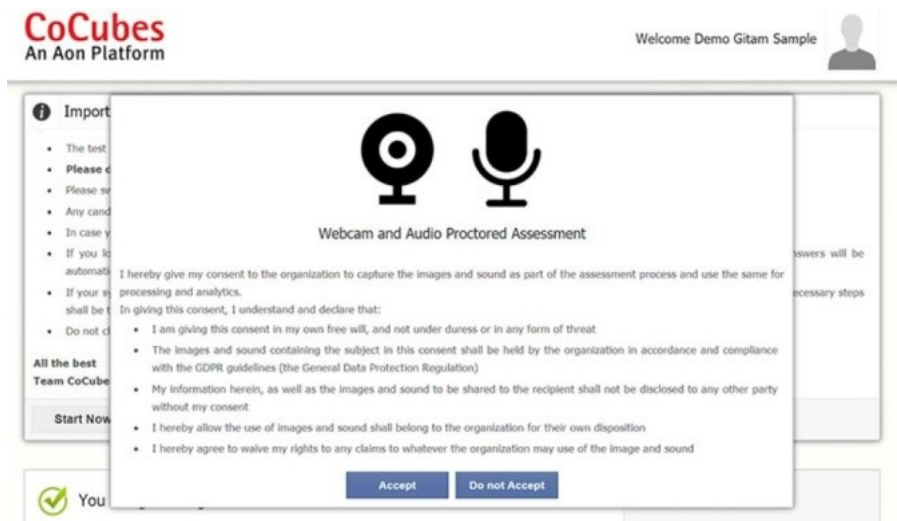 CoCubes
An Aon Platform
Welcome Demo Gitam Sample
Import
The test
Please
Please
Any cand
In case y
If you lo
automati
If your sy
shall be t
Do not cl
All the best
Team CoCube
Start Now
swers will be
ecessary steps
Webcam and Audio Proctored Assessment
I hereby give my consent to the organization to capture the images and sound as part of the assessment process and use the same for
processing and analytics.
In giving this consent, I understand and declare that:
I am giving this consent in my own free will, and not under duress or in any form of threat
The images and sound containing the subject in this consent shall be held by the organization in accordance and compliance
with the GDPR guidelines (the General Data Protection Regulation)
My information herein, as well as the images and sound to be shared to the recipient shall not be disclosed to any other party
without my consent
I hereby allow the use of images and sound shall belong to the organization for their own disposition
I hereby agree to waive my rights to any claims to whatever the organization may use of the image and sound
Accept Do not Accept
You